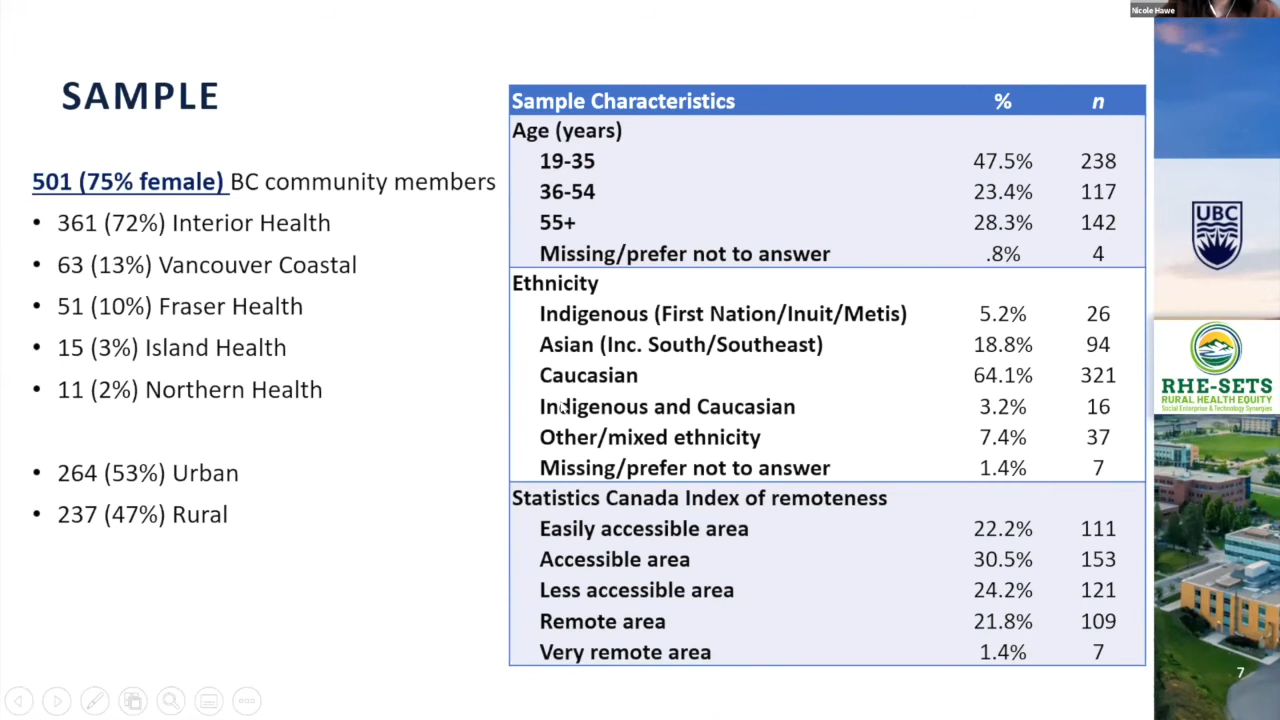 Nicole Hawe
SAMPLE
501 (75% female) BC community members
• 361 (72%) Interior Health
• 63 (13%) Vancouver Coastal
• 51 (10%) Fraser Health
• 15 (3%) Island Health
• 11 (2%) Northern Health
• 264 (53%) Urban
• 237 (47%) Rural
Sample Characteristics % n
Age (years)
19-35 47.5% 238
36-54 23.4% 117
55+ 28.3% 142
Missing/prefer not to answer .8% 4
Ethnicity
Indigenous (First Nation/Inuit/Metis) 5.2% 26
Asian (Inc. South/Southeast) 18.8% 94
Caucasian 64.1% 321
Indigenous and Caucasian 3.2% 16
Other/mixed ethnicity 7.4% 37
Missing/prefer not to answer 1.4% 7
Statistics Canada Index of remoteness
Easily accessible area 22.2% 111
Accessible area 30.5% 153
Less accessible area 24.2% 121
Remote area 21.8% 109
Very remote area 1.4% 7
UBC
RHE-SETS
RURAL HEALTH EQUITY
Social Enterprise & Technology Synergies
7